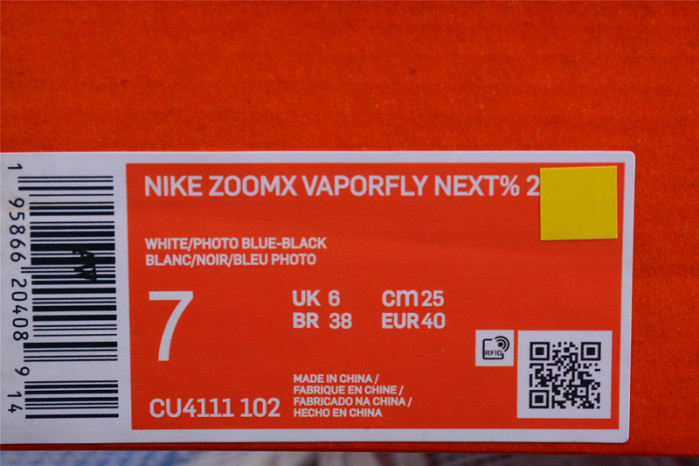 NIKE ZOOMX VAPORFLY NEXT% 2
WHITE/PHOTO BLUE-BLACK
BLANC/NOIR/BLEU PHOTO
7
UK 6 cm 25
BR 38 EUR 40
RFID
CU4111 102
MADE IN CHINA /
FABRIQUE EN CHINE /
FABRICADO NA CHINA /
HECHO EN CHINA
1 95866 20408 9 14